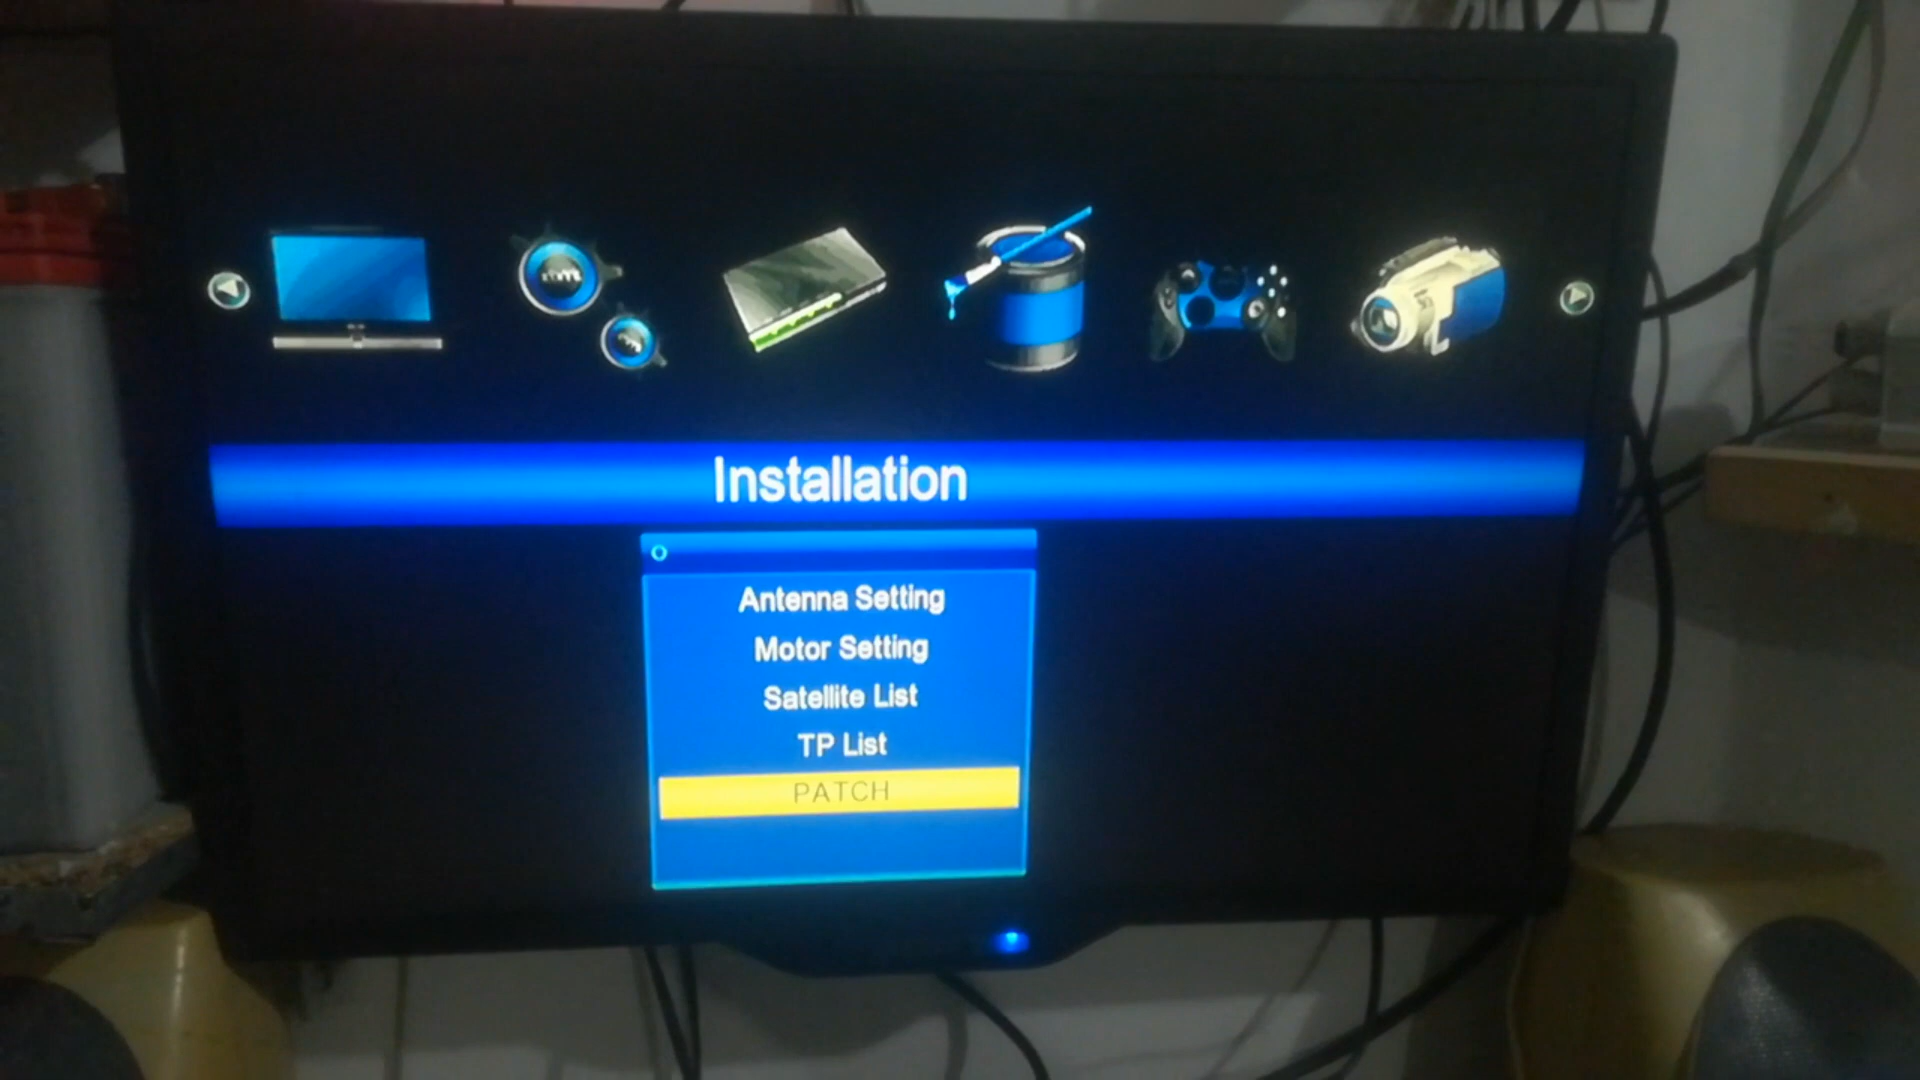 Installation
Antenna Setting
Motor Setting
Satellite List
TP List
PATCH